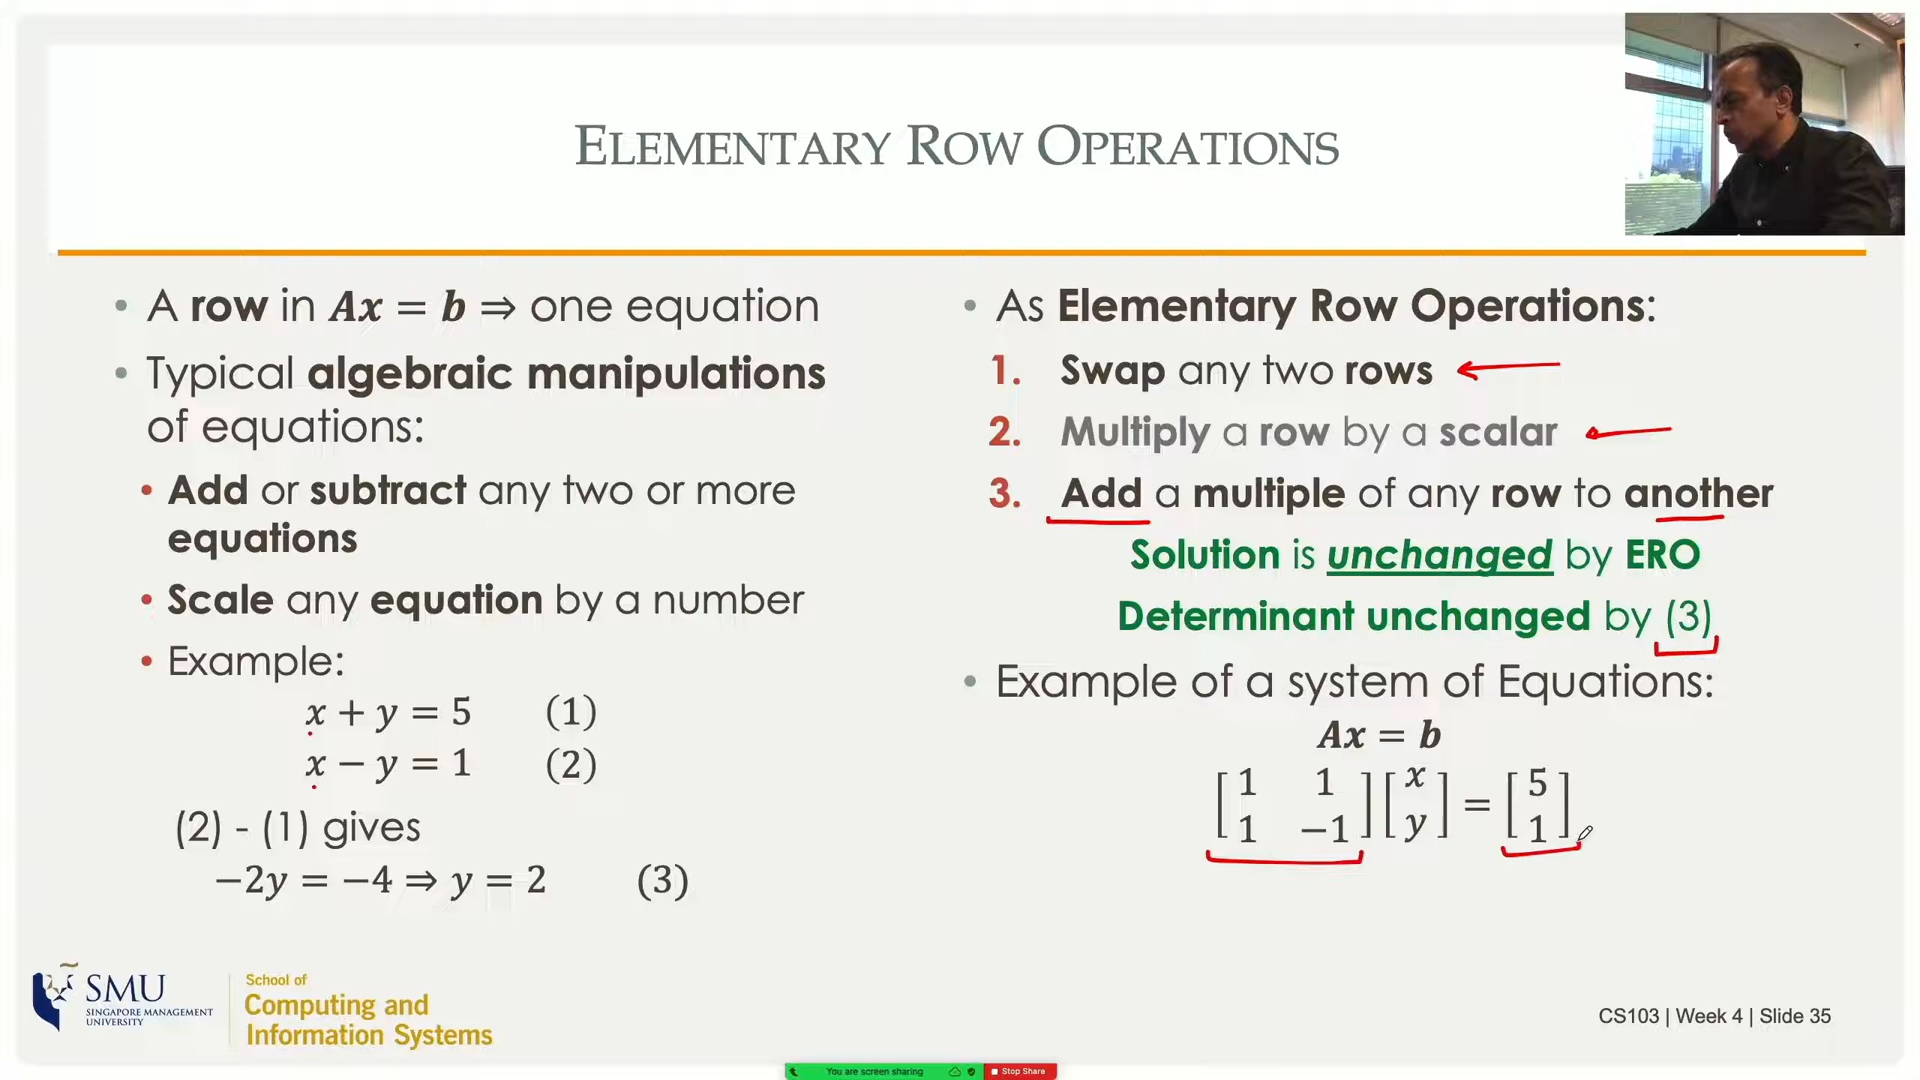 ELEMENTARY ROW OPERATIONS
• A row in Ax = b ⇒ one equation
• Typical algebraic manipulations
of equations:
• Add or subtract any two or more
equations
• Scale any equation by a number
• Example:
x + y = 5 (1)
x − y = 1 (2)
(2) - (1) gives
−2y = −4 ⇒ y = 2 (3)
• As Elementary Row Operations:
1. Swap any two rows
2. Multiply a row by a scalar
3. Add a multiple of any row to another
Solution is unchanged by ERO
Determinant unchanged by (3)
• Example of a system of Equations:
Ax = b
[1 1] [x] = [5]
[1 −1] [y] [1]
SMU
SINGAPORE MANAGEMENT
UNIVERSITY
School of
Computing and
Information Systems
CS103 | Week 4 | Slide 35
You are screen sharing Stop Share